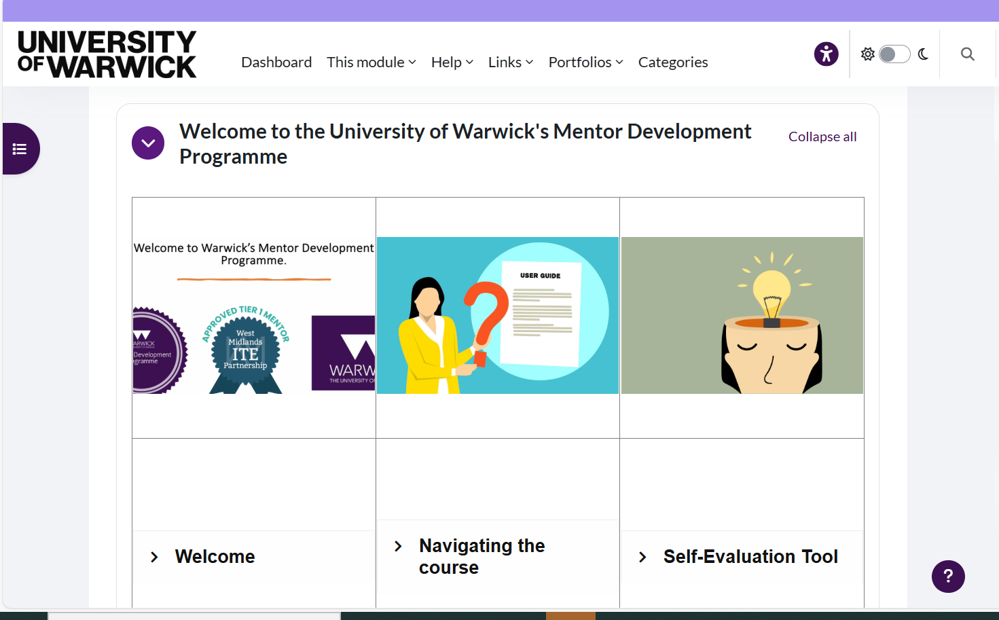 UNIVERSITY
OF WARWICK
Dashboard This module Help Links Portfolios Categories
Welcome to the University of Warwick's Mentor Development
Programme
Collapse all
Welcome to Warwick's Mentor Development
Programme.
ARWICK
Development
ogramme
APPROVED TIER 1 MENTOR
West
Midlands
ITE
Partnership
WARW
THE UNIVERSITY OF
USER GUIDE
?
Welcome
Navigating the
course
Self-Evaluation Tool
?